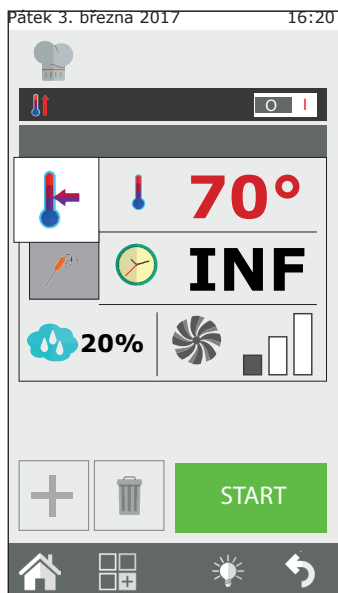 Pátek 3. března 2017 16:20
O I
70°
INF
20%
START